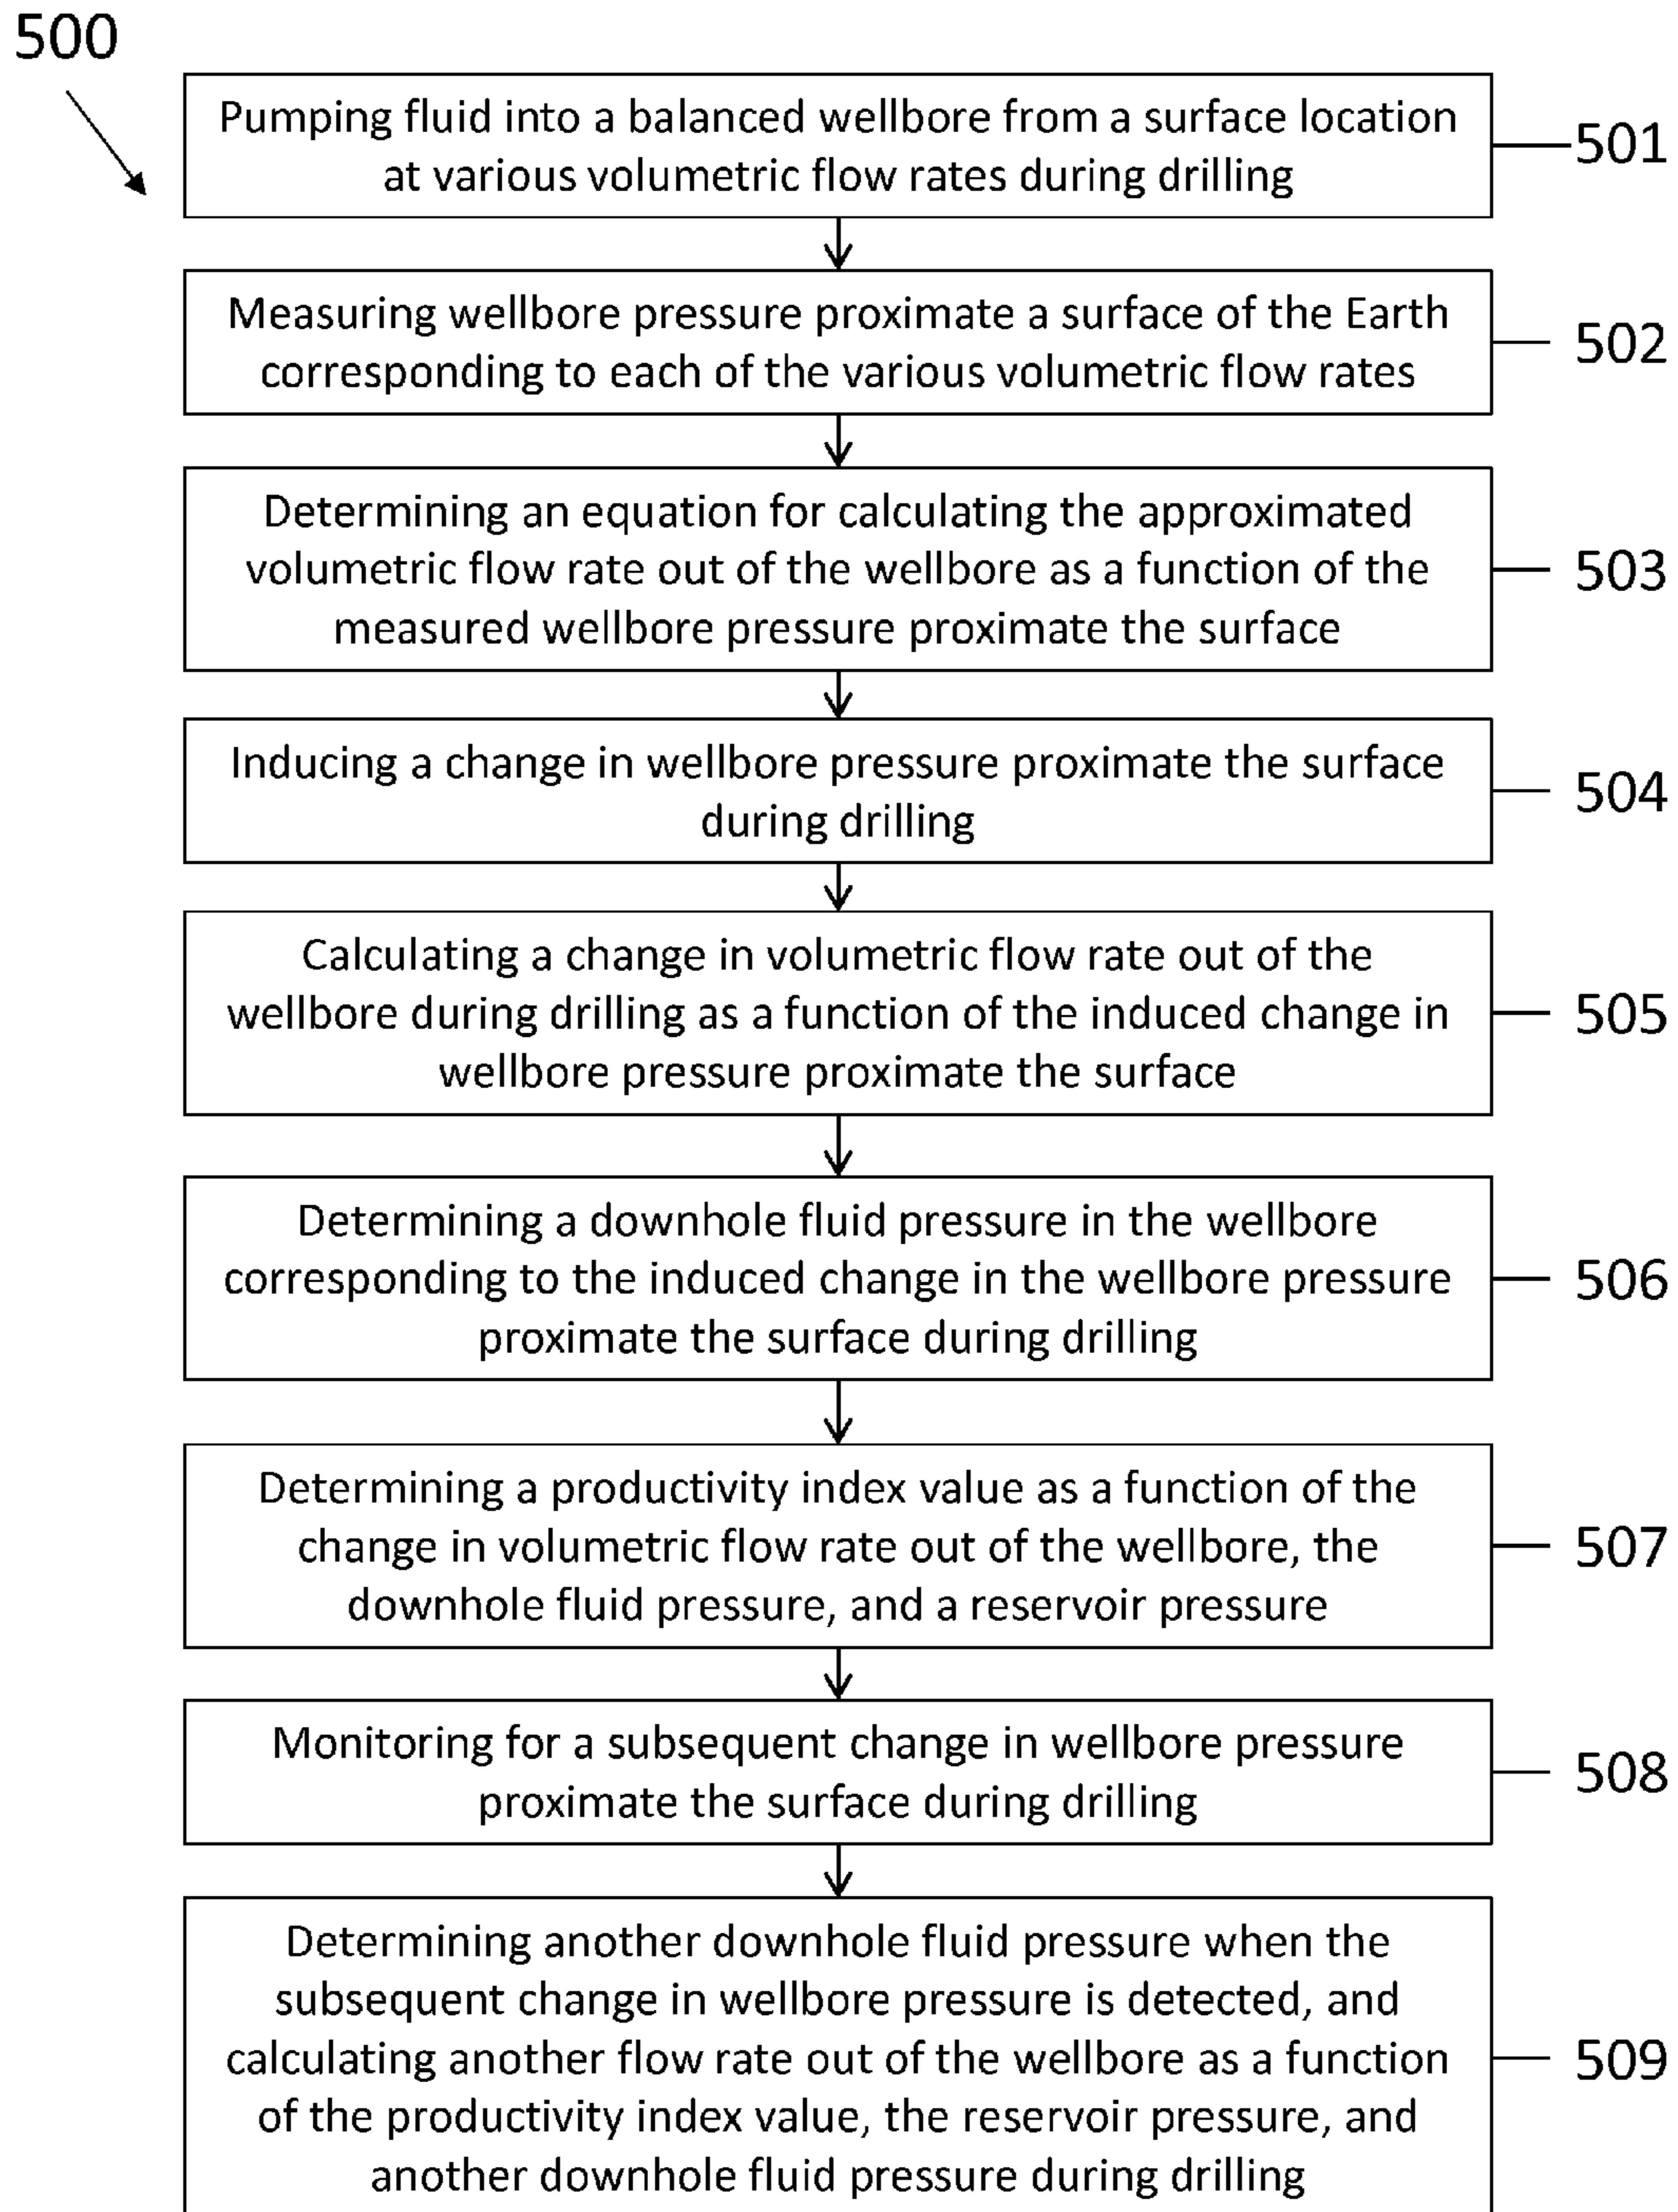 500
Pumping fluid into a balanced wellbore from a surface location
at various volumetric flow rates during drilling
501
Measuring wellbore pressure proximate a surface of the Earth
corresponding to each of the various volumetric flow rates
502
Determining an equation for calculating the approximated
volumetric flow rate out of the wellbore as a function of the
measured wellbore pressure proximate the surface
503
Inducing a change in wellbore pressure proximate the surface
during drilling
504
Calculating a change in volumetric flow rate out of the
wellbore during drilling as a function of the induced change in
wellbore pressure proximate the surface
505
Determining a downhole fluid pressure in the wellbore
corresponding to the induced change in the wellbore pressure
proximate the surface during drilling
506
Determining a productivity index value as a function of the
change in volumetric flow rate out of the wellbore, the
downhole fluid pressure, and a reservoir pressure
507
Monitoring for a subsequent change in wellbore pressure
proximate the surface during drilling
508
Determining another downhole fluid pressure when the
subsequent change in wellbore pressure is detected, and
calculating another flow rate out of the wellbore as a function
of the productivity index value, the reservoir pressure, and
another downhole fluid pressure during drilling
509